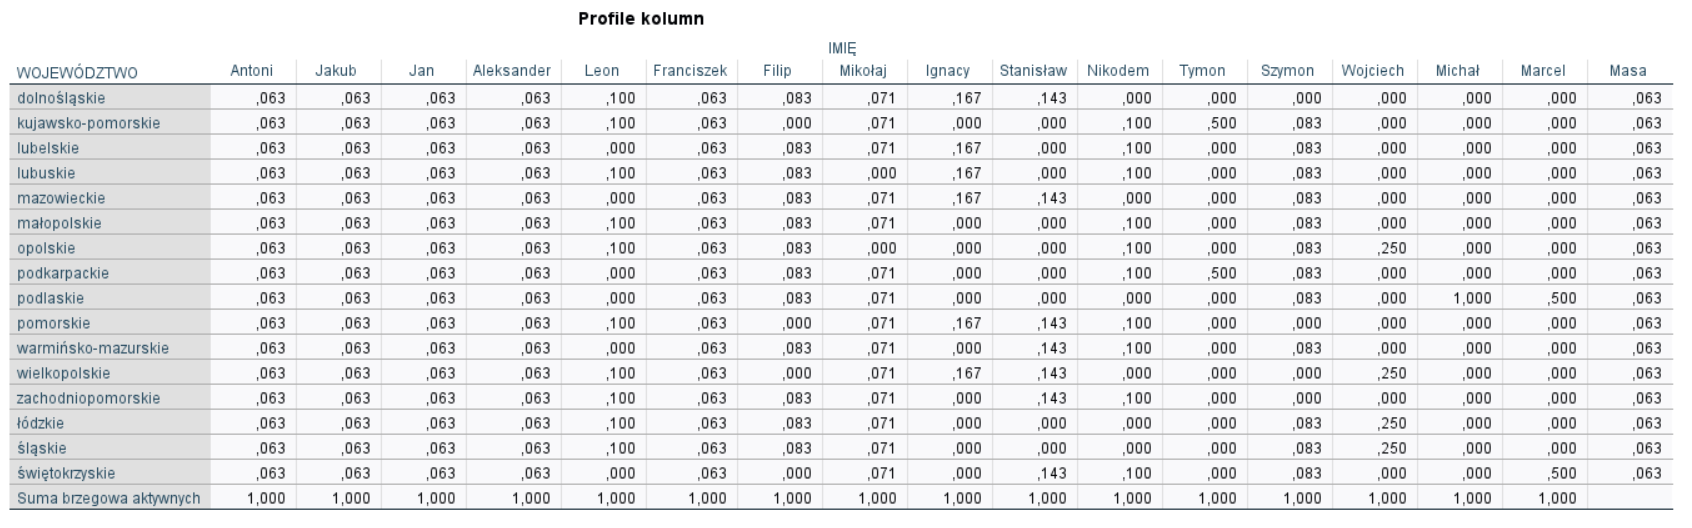 Profile kolumn
IMIĘ
WOJEWÓDZTWO Antoni Jakub Jan Aleksander Leon Franciszek Filip Mikołaj Ignacy Stanisław Nikodem Tymon Szymon Wojciech Michał Marcel Masa
dolnośląskie ,063 ,063 ,063 ,063 ,100 ,063 ,083 ,071 ,167 ,143 ,000 ,000 ,000 ,000 ,000 ,000 ,063
kujawsko-pomorskie ,063 ,063 ,063 ,063 ,100 ,063 ,000 ,071 ,000 ,000 ,100 ,500 ,083 ,000 ,000 ,000 ,063
lubelskie ,063 ,063 ,063 ,063 ,000 ,063 ,083 ,071 ,167 ,000 ,100 ,000 ,083 ,000 ,000 ,000 ,063
lubuskie ,063 ,063 ,063 ,063 ,100 ,063 ,083 ,000 ,167 ,000 ,100 ,000 ,083 ,000 ,000 ,000 ,063
mazowieckie ,063 ,063 ,063 ,063 ,000 ,063 ,083 ,071 ,167 ,143 ,000 ,000 ,083 ,000 ,000 ,000 ,063
małopolskie ,063 ,063 ,063 ,063 ,100 ,063 ,083 ,071 ,000 ,000 ,100 ,000 ,083 ,000 ,000 ,000 ,063
opolskie ,063 ,063 ,063 ,063 ,100 ,063 ,083 ,000 ,000 ,000 ,100 ,000 ,083 ,250 ,000 ,000 ,063
podkarpackie ,063 ,063 ,063 ,063 ,000 ,063 ,083 ,071 ,000 ,000 ,100 ,500 ,083 ,000 ,000 ,000 ,063
podlaskie ,063 ,063 ,063 ,063 ,000 ,063 ,083 ,071 ,000 ,000 ,000 ,000 ,083 ,000 1,000 ,500 ,063
pomorskie ,063 ,063 ,063 ,063 ,100 ,063 ,000 ,071 ,167 ,143 ,100 ,000 ,000 ,000 ,000 ,000 ,063
warmińsko-mazurskie ,063 ,063 ,063 ,063 ,000 ,063 ,083 ,071 ,000 ,143 ,100 ,000 ,083 ,000 ,000 ,000 ,063
wielkopolskie ,063 ,063 ,063 ,063 ,100 ,063 ,000 ,071 ,167 ,143 ,000 ,000 ,000 ,250 ,000 ,000 ,063
zachodniopomorskie ,063 ,063 ,063 ,063 ,100 ,063 ,083 ,071 ,000 ,143 ,100 ,000 ,000 ,000 ,000 ,000 ,063
łódzkie ,063 ,063 ,063 ,063 ,100 ,063 ,083 ,071 ,000 ,000 ,000 ,000 ,083 ,250 ,000 ,000 ,063
śląskie ,063 ,063 ,063 ,063 ,100 ,063 ,083 ,071 ,000 ,000 ,000 ,000 ,083 ,250 ,000 ,000 ,063
świętokrzyskie ,063 ,063 ,063 ,063 ,000 ,063 ,000 ,071 ,000 ,143 ,100 ,000 ,083 ,000 ,000 ,500 ,063
Suma brzegowa aktywnych 1,000 1,000 1,000 1,000 1,000 1,000 1,000 1,000 1,000 1,000 1,000 1,000 1,000 1,000 1,000 1,000